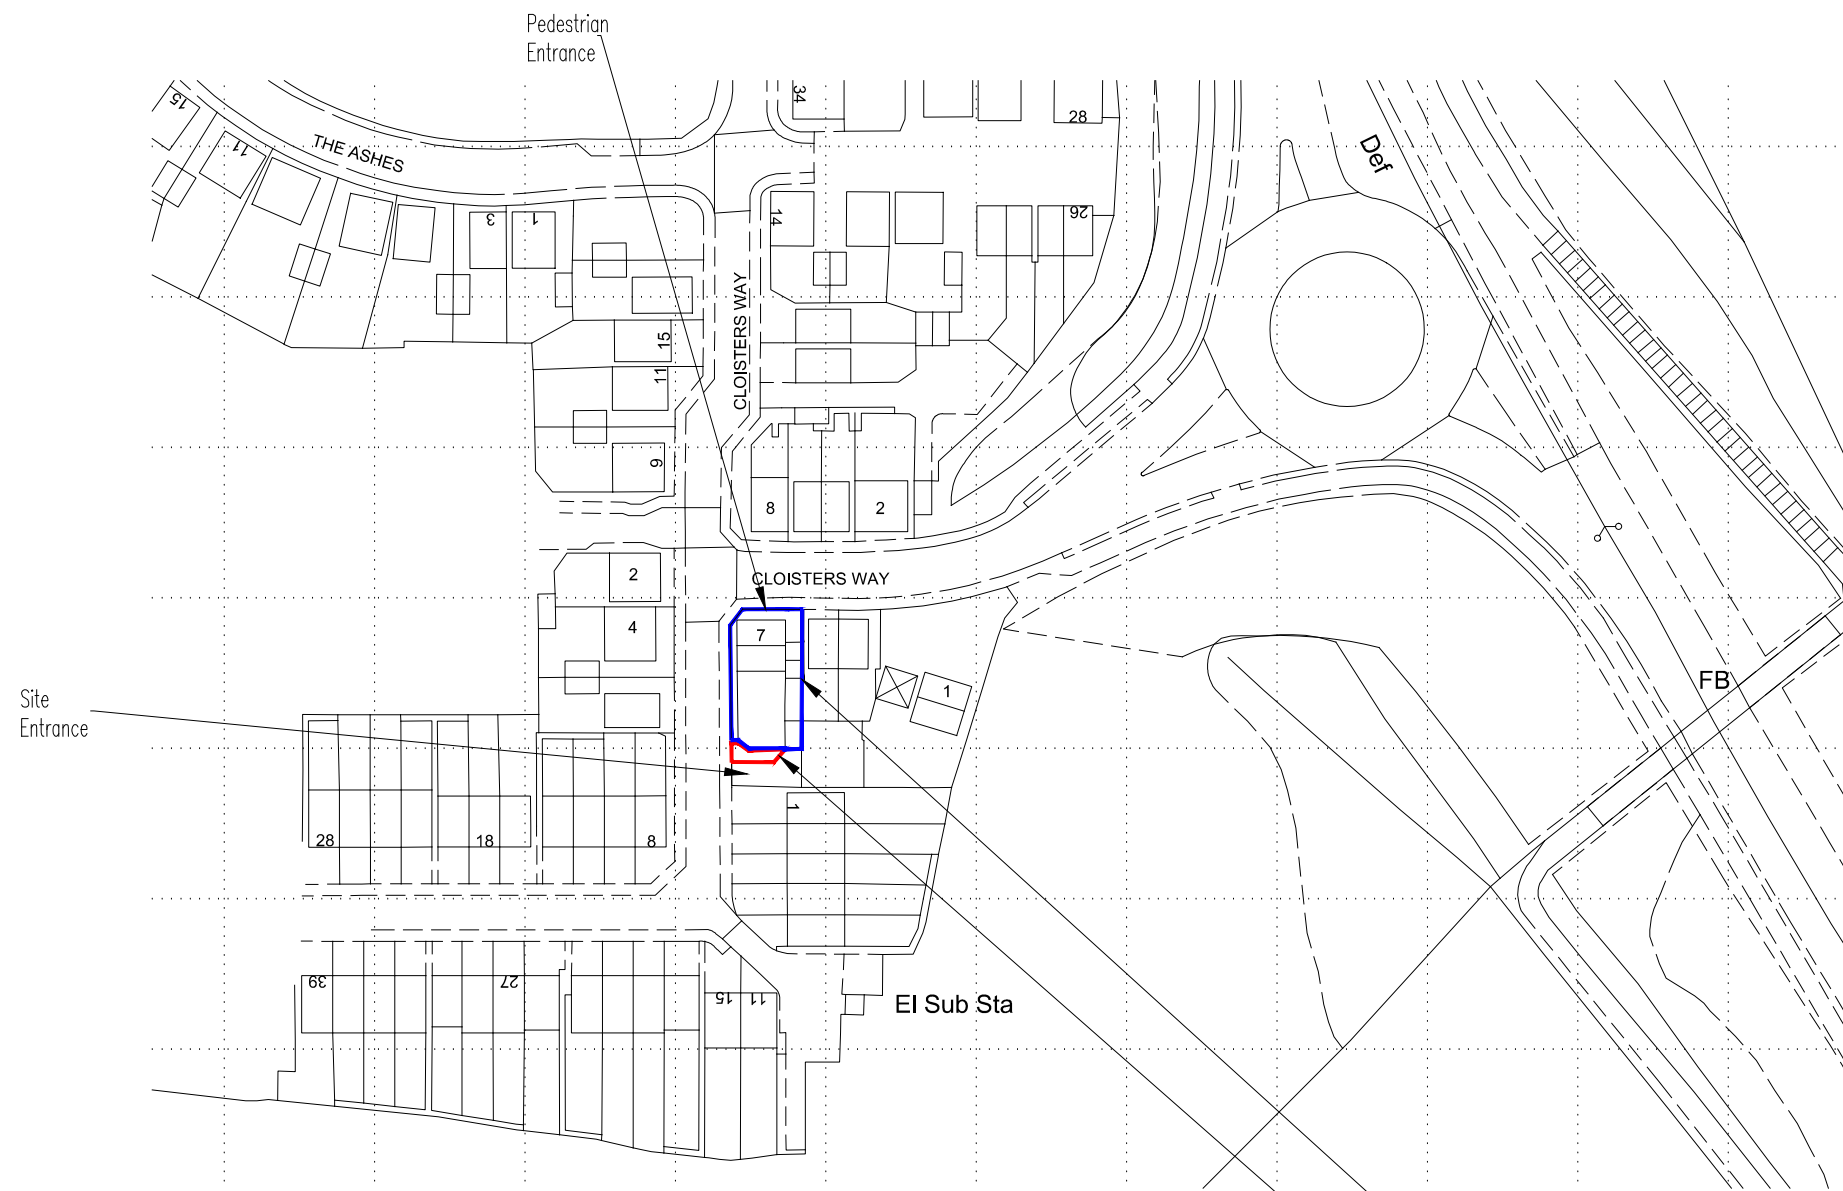 Pedestrian
Entrance
15
11
THE ASHES
34
28
Def
3
1
14
26
CLOISTERS WAY
15
11
9
8
2
2
CLOISTERS WAY
4
7
1
FB
Site
Entrance
1
28
18
8
39
27
15
11
El Sub Sta